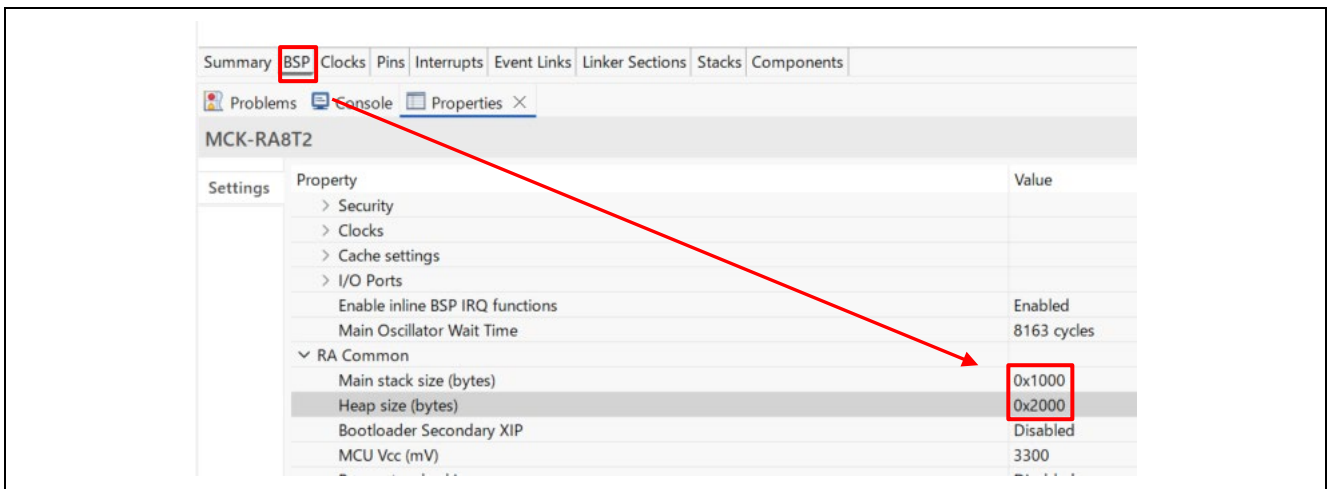 Summary BSP Clocks Pins Interrupts Event Links Linker Sections Stacks Components
Problems Console Properties
MCK-RA8T2
Settings Property Value
> Security
> Clocks
> Cache settings
> I/O Ports
Enable inline BSP IRQ functions Enabled
Main Oscillator Wait Time 8163 cycles
RA Common
Main stack size (bytes) 0x1000
Heap size (bytes) 0x2000
Bootloader Secondary XIP Disabled
MCU Vcc (mV) 3300